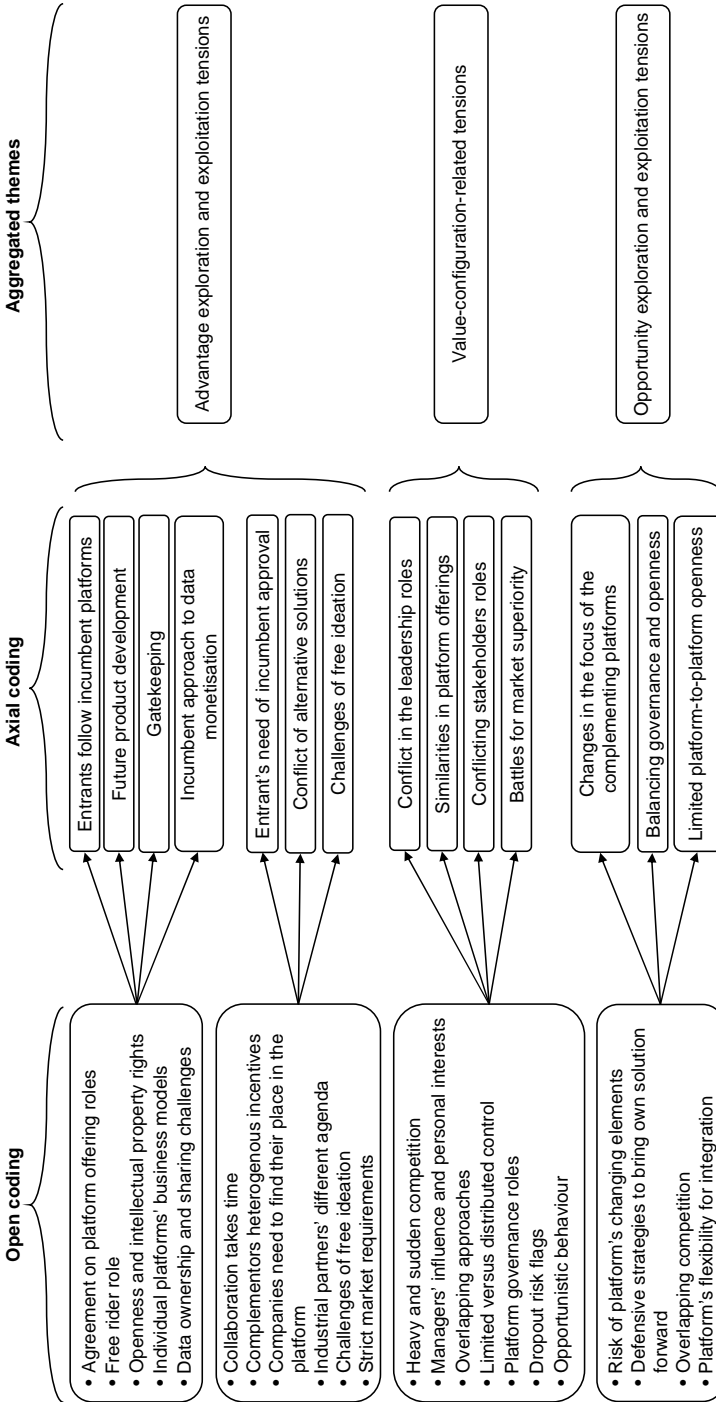 Open coding
Axial coding
Aggregated themes
• Agreement on platform offering roles
• Free rider role
• Openness and intellectual property rights
• Individual platforms' business models
• Data ownership and sharing challenges
Entrants follow incumbent platforms
Future product development
Gatekeeping
Incumbent approach to data
monetisation
• Collaboration takes time
• Complementors heterogenous incentives
• Companies need to find their place in the
platform
• Industrial partners' different agenda
• Challenges of free ideation
• Strict market requirements
Entrant's need of incumbent approval
Conflict of alternative solutions
Challenges of free ideation
Advantage exploration and exploitation tensions
• Heavy and sudden competition
• Managers' influence and personal interests
• Overlapping approaches
• Limited versus distributed control
• Platform governance roles
• Dropout risk flags
• Opportunistic behaviour
Conflict in the leadership roles
Similarities in platform offerings
Conflicting stakeholders roles
Battles for market superiority
Value-configuration-related tensions
• Risk of platform's changing elements
• Defensive strategies to bring own solution
forward
• Overlapping competition
• Platform's flexibility for integration
Changes in the focus of the
complementing platforms
Balancing governance and openness
Limited platform-to-platform openness
Opportunity exploration and exploitation tensions